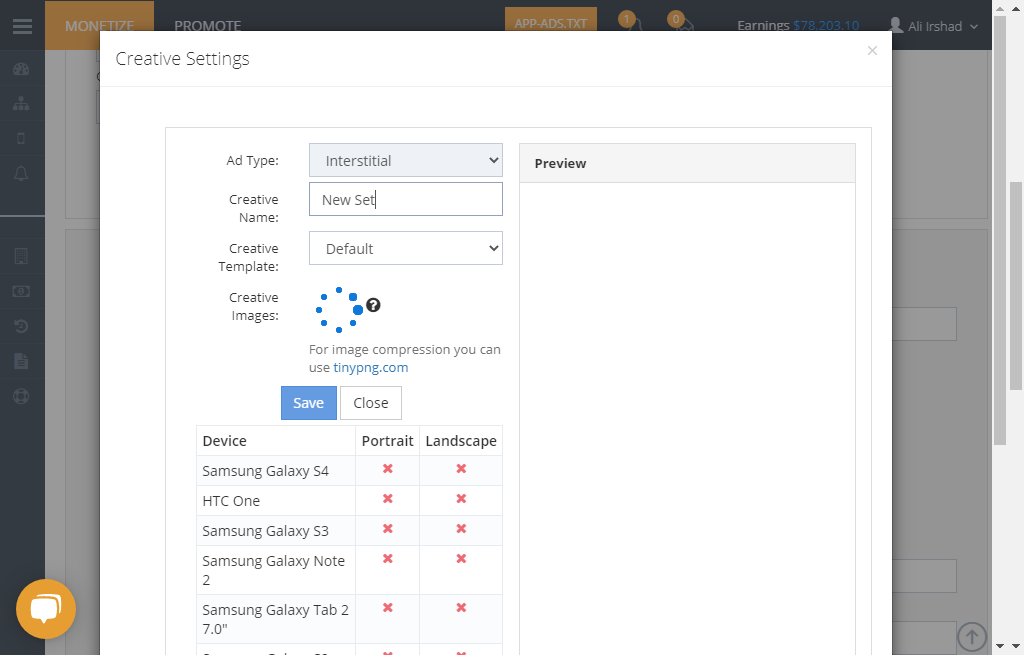 MONETIZE
PROMOTE
APP-ADS.TXT
1
0
Earnings $78,203.10
Ali Irshad
Creative Settings
×
Ad Type:
Interstitial
Creative
Name:
New Set
Creative
Template:
Default
Creative
Images:
?
For image compression you can
use tinypng.com
Save
Close
Device Portrait Landscape
Samsung Galaxy S4
HTC One
Samsung Galaxy S3
Samsung Galaxy Note
2
Samsung Galaxy Tab 2
7.0"
Preview